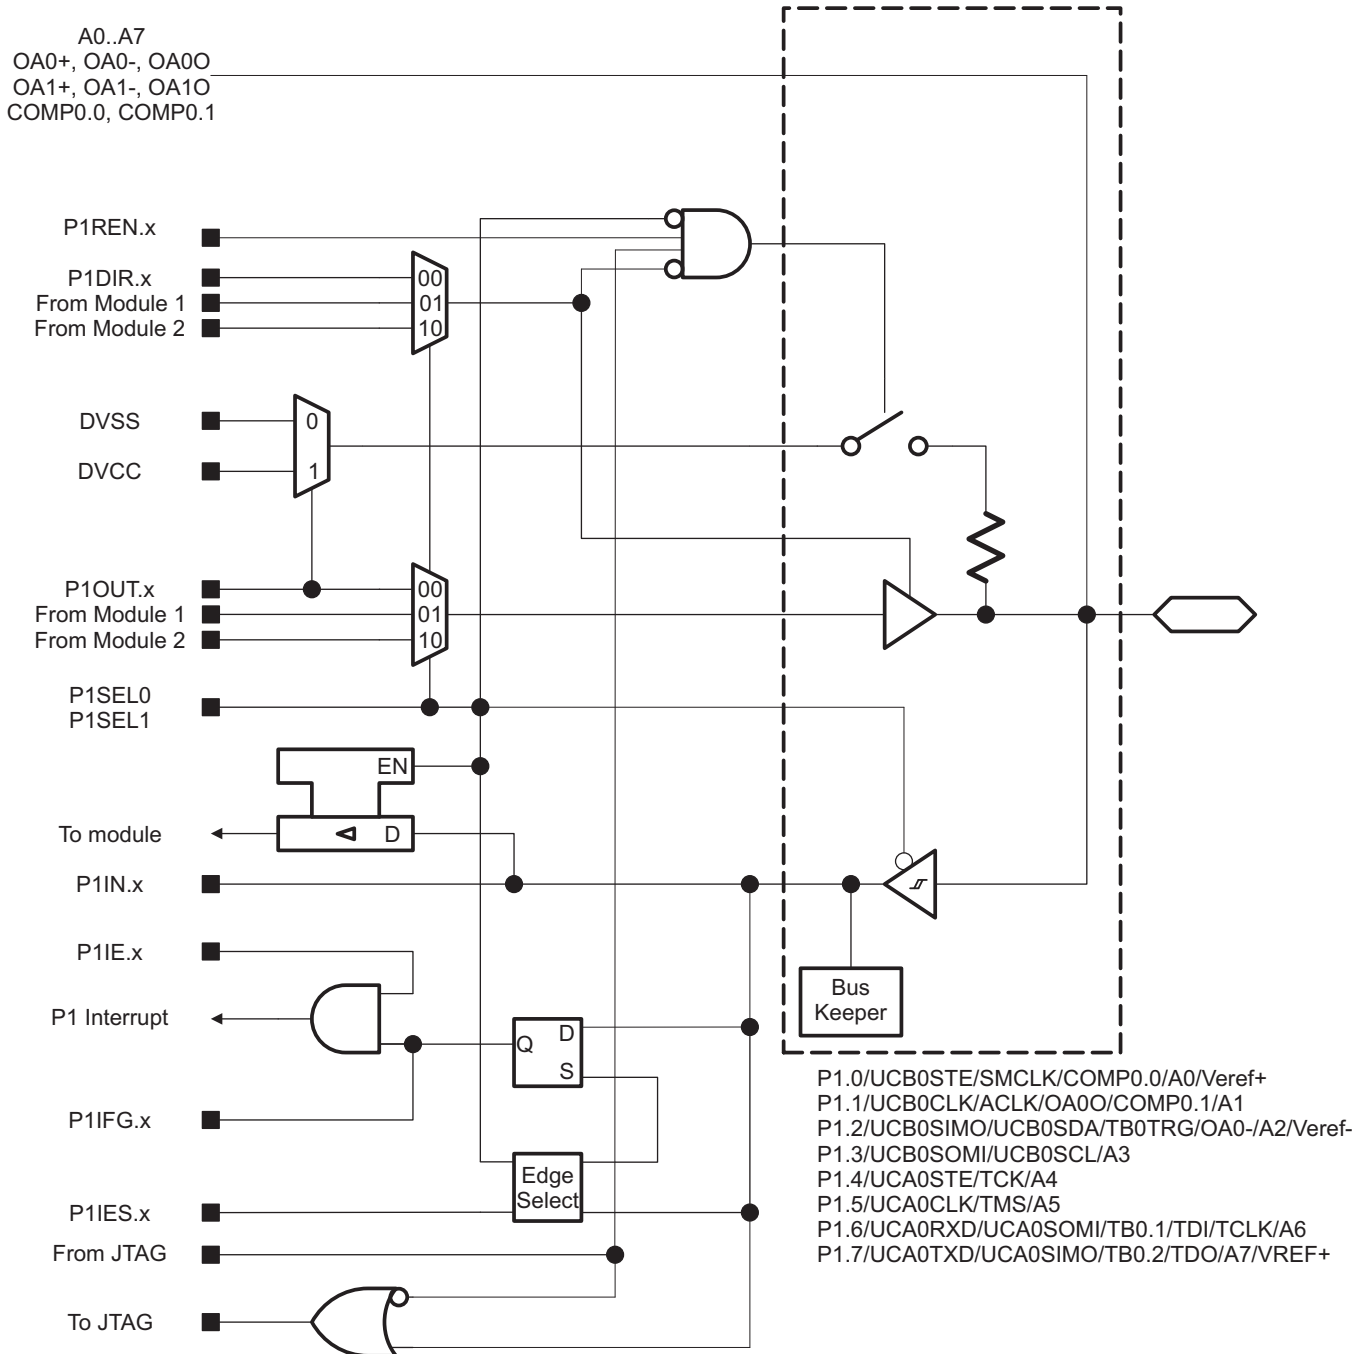 A0..A7
OA0+, OA0-, OA0O
OA1+, OA1-, OA1O
COMP0.0, COMP0.1
P1REN.x
P1DIR.x
00
From Module 1
01
From Module 2
10
DVSS
0
DVCC
1
P1OUT.x
00
From Module 1
01
From Module 2
10
P1SEL0
P1SEL1
EN
To module
D
P1IN.x
P1IE.x
Bus
Keeper
P1 Interrupt
D
Q
S
P1IFG.x
Edge
Select
P1IES.x
From JTAG
To JTAG
P1.0/UCB0STE/SMCLK/COMP0.0/A0/Veref+
P1.1/UCB0CLK/ACLK/OA0O/COMP0.1/A1
P1.2/UCB0SIMO/UCB0SDA/TB0TRG/OA0-/A2/Veref-
P1.3/UCB0SOMI/UCB0SCL/A3
P1.4/UCA0STE/TCK/A4
P1.5/UCA0CLK/TMS/A5
P1.6/UCA0RXD/UCA0SOMI/TB0.1/TDI/TCLK/A6
P1.7/UCA0TXD/UCA0SIMO/TB0.2/TDO/A7/VREF+